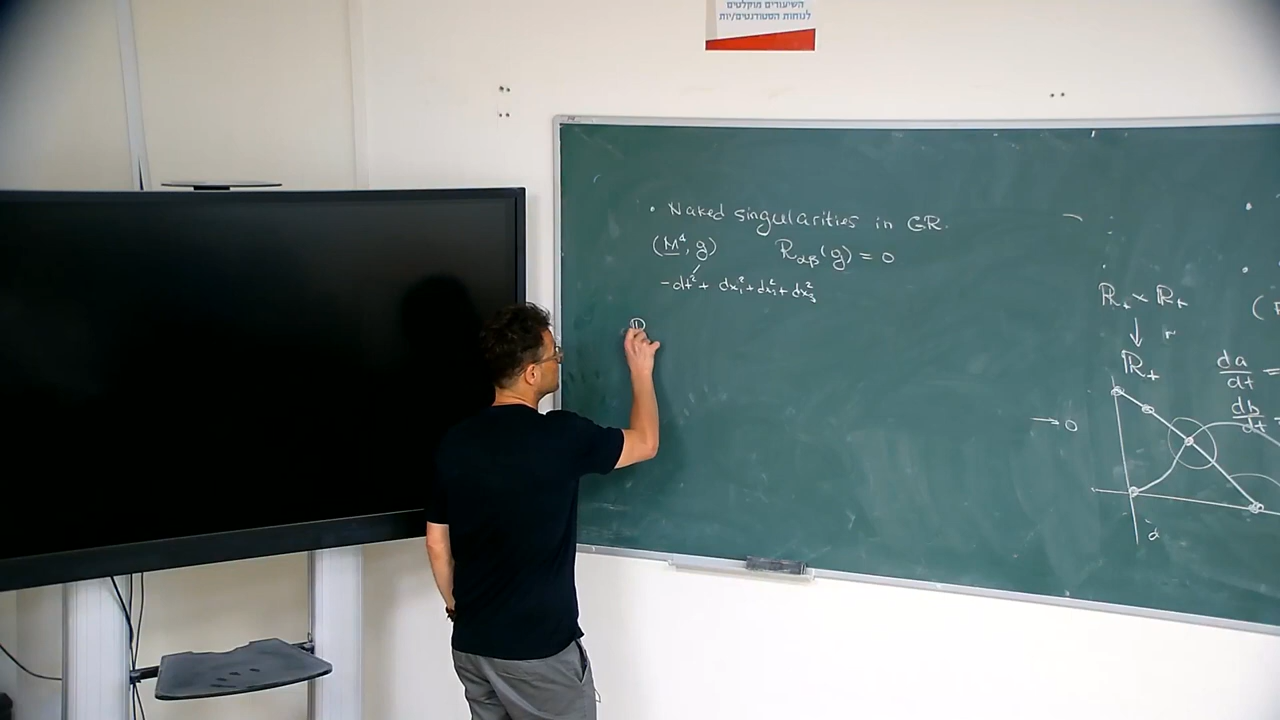 השיעורים מוקלטים
לנוחות הסטודנטים/יות
• Naked singularities in GR.
(M⁴, g) R_αβ(g) = 0
-dt² + dx₁² + dx₂² + dx₃²
①
ℝ₊ × ℝ₊
↓ r
ℝ₊
da/dt =
db/dt =
→ 0